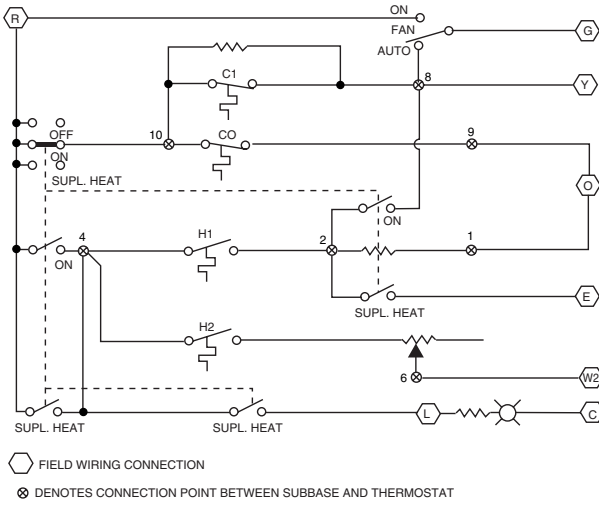 R
ON
FAN
G
AUTO
C1
8
Y
OFF
10
CO
9
ON
SUPL. HEAT
O
ON
4
H1
2
1
ON
E
SUPL. HEAT
H2
6
W2
L
C
SUPL. HEAT
SUPL. HEAT
FIELD WIRING CONNECTION
DENOTES CONNECTION POINT BETWEEN SUBBASE AND THERMOSTAT